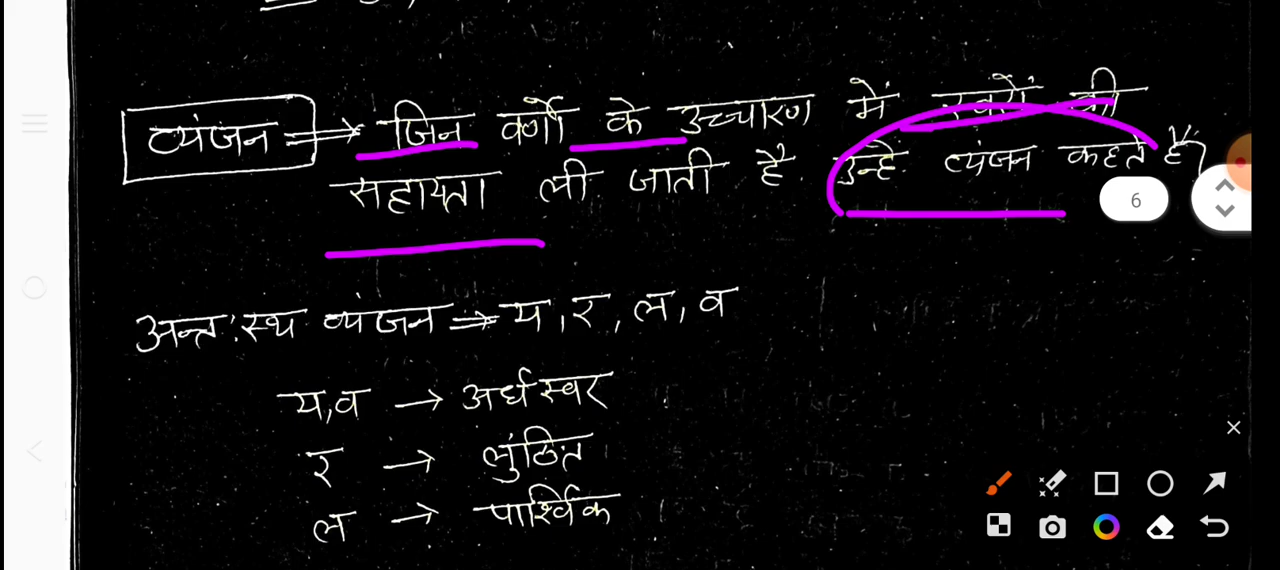 व्यंजन ⇒ जिन वर्णों के उच्चारण में स्वरों की
सहायता ली जाती है. उन्हे व्यंजन कहते हैं
6
अन्तःस्थ व्यंजन ⇒ य, र, ल, व
य, व → अर्धस्वर
र → लुंठित
ल → पार्श्विक